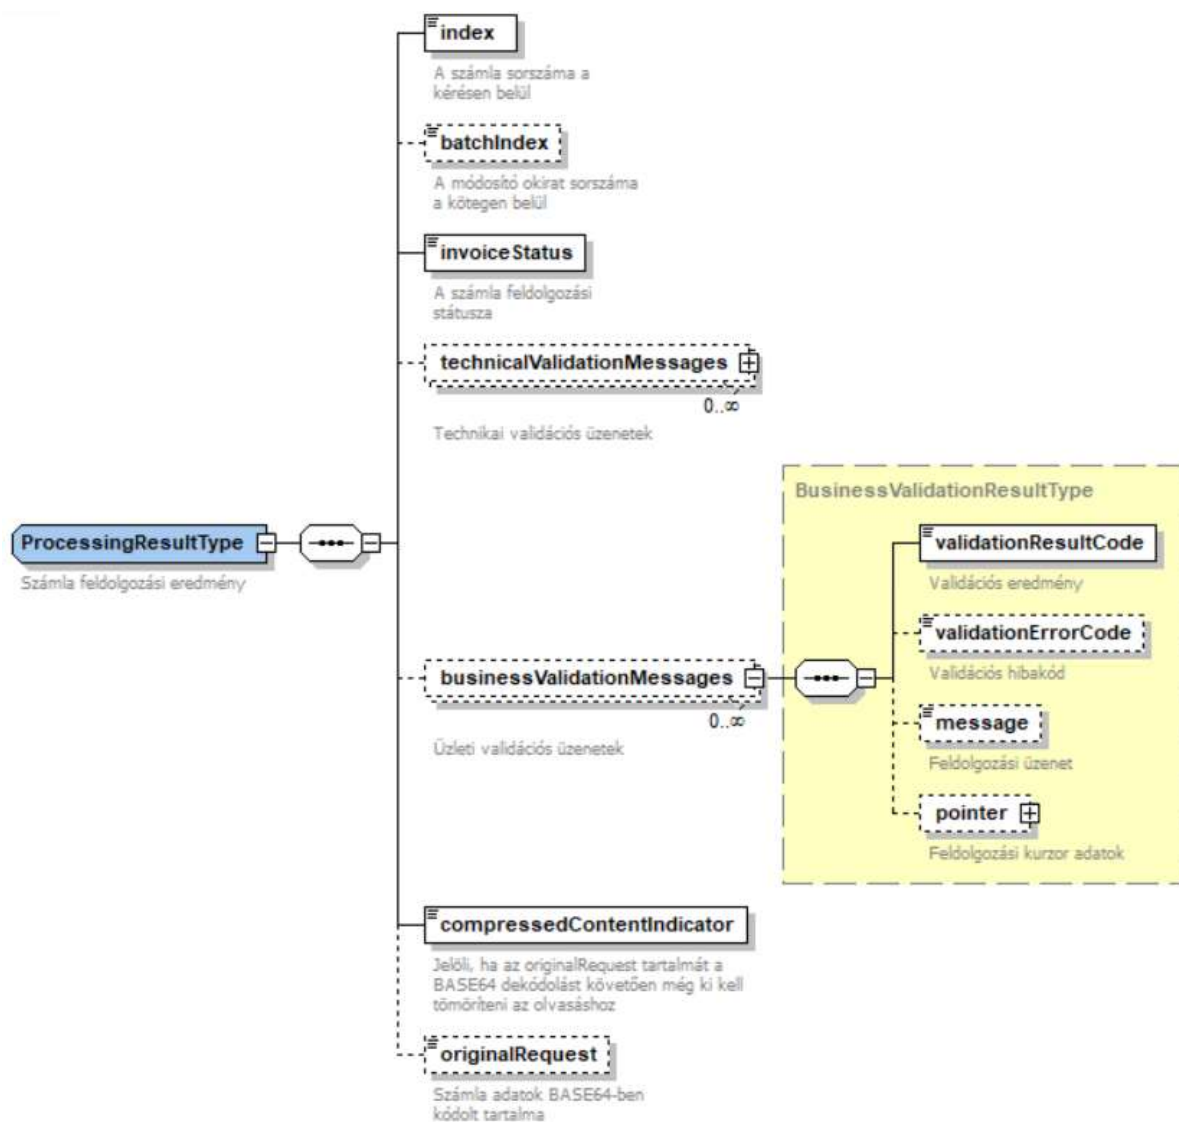 index
A számla sorszáma a
kérésen belül
batchIndex
A módosító okirat sorszáma
a kötegen belül
invoiceStatus
A számla feldolgozási
státusza
technicalValidationMessages
0..∞
Technikai validációs üzenetek
BusinessValidationResultType
ProcessingResultType
Számla feldolgozási eredmény
validationResultCode
Validációs eredmény
validationErrorCode
Validációs hibakód
businessValidationMessages
0..∞
Üzleti validációs üzenetek
message
Feldolgozási üzenet
pointer
Feldolgozási kurzor adatok
compressedContentIndicator
Jelöli, ha az originalRequest tartalmát a
BASE64 dekódolást követően még ki kell
tömöríteni az olvasáshoz
originalRequest
Számla adatok BASE64-ben
kódolt tartalma